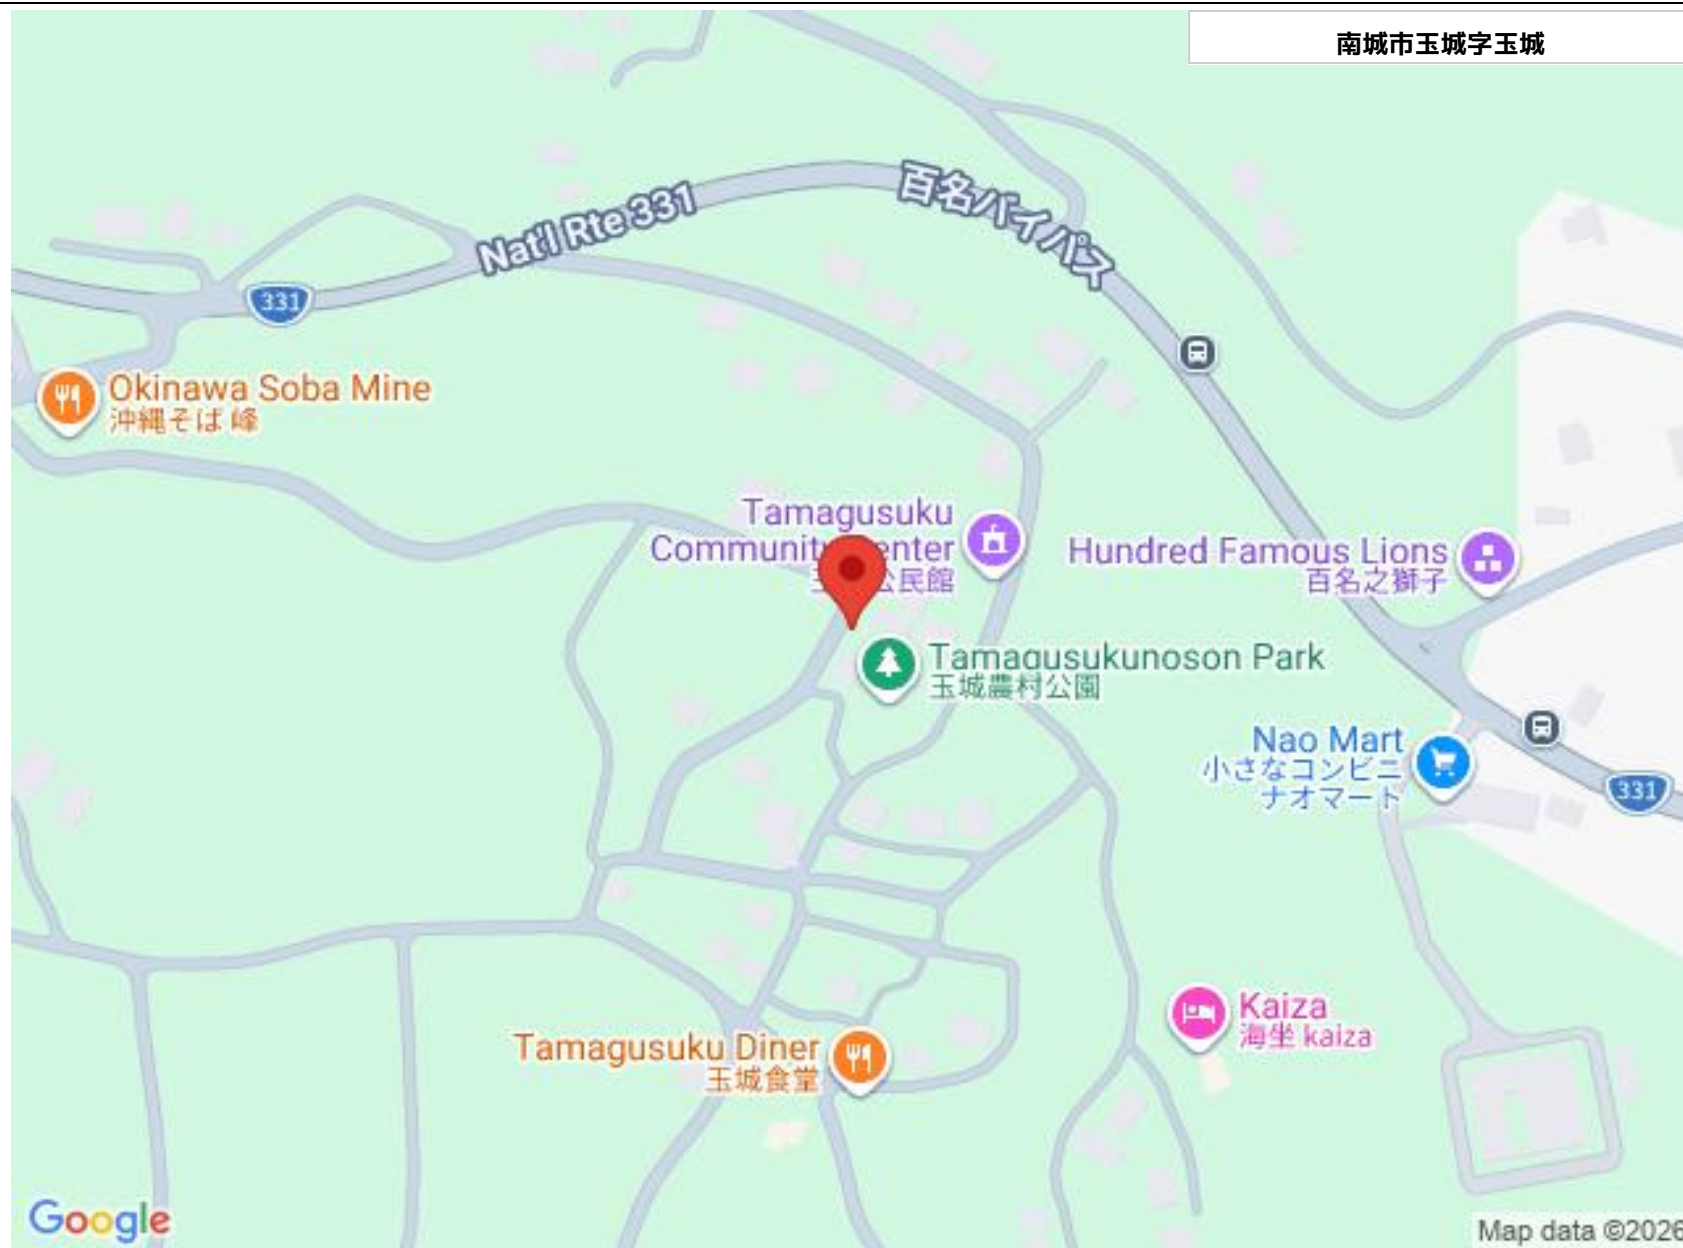 南城市玉城字玉城
百名バイパス
Nat'l Rte 331
331
Okinawa Soba Mine
沖縄そば 峰
Tamagusuku
Community Center
公民館
Hundred Famous Lions
百名之獅子
Tamagusukunoson Park
玉城農村公園
Nao Mart
小さなコンビニ
ナオマート
331
Kaiza
海坐 kaiza
Tamagusuku Diner
玉城食堂
Google
Map data ©2026